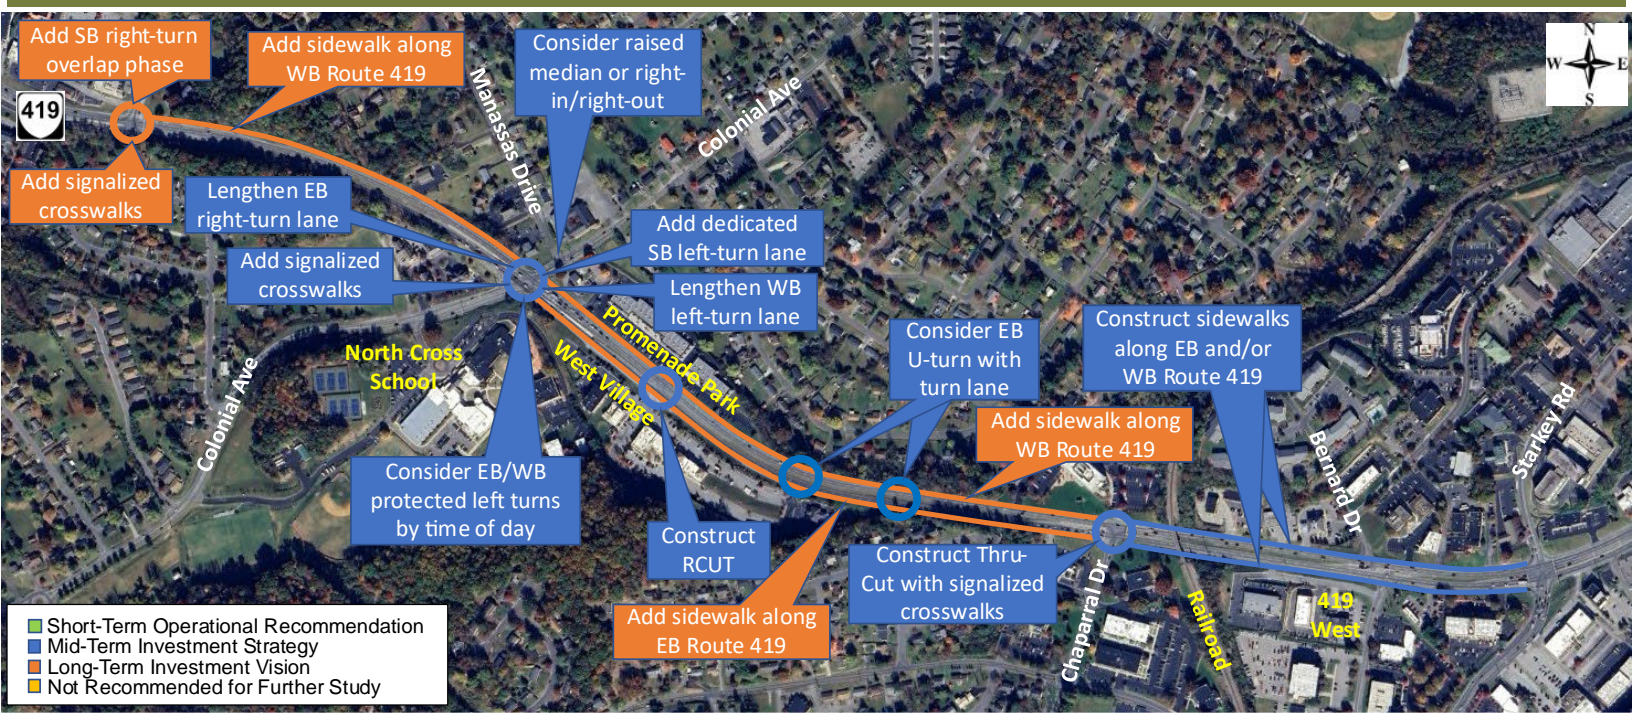 Add SB right-turn
overlap phase
Add sidewalk along
WB Route 419
Consider raised
median or right-
in/right-out
N
W
E
S
419
Manassas Drive
Colonial Ave
Add signalized
crosswalks
Lengthen EB
right-turn lane
Add dedicated
SB left-turn lane
Add signalized
crosswalks
Lengthen WB
left-turn lane
Promenade Park
West Village
North Cross
School
Colonial Ave
Consider EB
U-turn with
turn lane
Construct sidewalks
along EB and/or
WB Route 419
Add sidewalk along
WB Route 419
Bernard Dr
Starkey Rd
Consider EB/WB
protected left turns
by time of day
Construct
RCUT
Construct Thru-
Cut with signalized
crosswalks
Add sidewalk along
EB Route 419
Chaparral Dr
Railroad
419
West
Short-Term Operational Recommendation
Mid-Term Investment Strategy
Long-Term Investment Vision
Not Recommended for Further Study